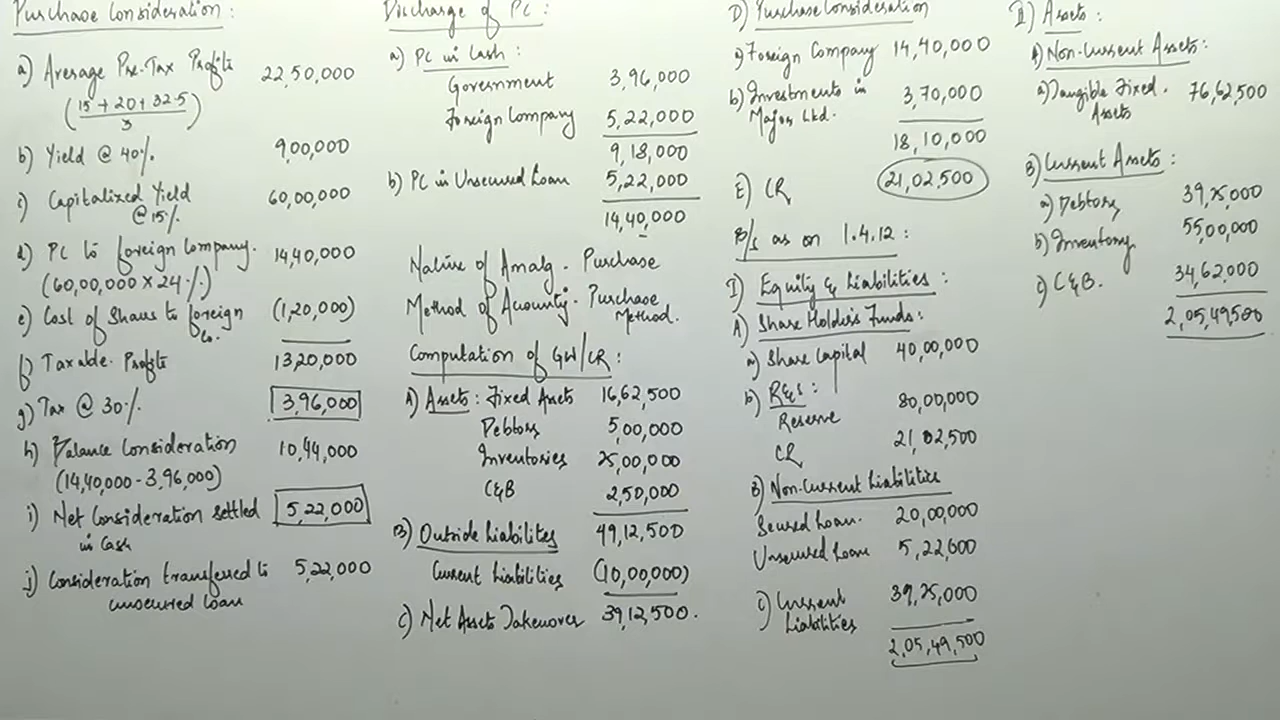 Purchase Consideration:
a) Average Pre-Tax Profits 22,50,000
(15 + 20 + 32.5)
3
b) Yield @ 40% 9,00,000
c) Capitalized Yield 60,00,000
@ 15%
d) PC to foreign Company. 14,40,000
(60,00,000 x 24%)
e) Cost of Shares to foreign (1,20,000)
Co.
f) Taxable Profits 13,20,000
g) Tax @ 30% 3,96,000
h) Balance Consideration 10,44,000
(14,40,000 - 3,96,000)
i) Net Consideration settled 5,22,000
in Cash
j) Consideration transferred to 5,22,000
unsecured loan
Discharge of PC:
a) PC in Cash:
Government 3,96,000
Foreign Company 5,22,000
9,18,000
b) PC in Unsecured Loan 5,22,000
14,40,000
Nature of Amalg. Purchase
Method of Accounting. Purchase
Method.
Computation of GW/CR:
A) Assets: Fixed Assets 16,62,500
Debtors 5,00,000
Inventories 25,00,000
C&B 2,50,000
49,12,500
B) Outside Liabilites
Current Liabilities (10,00,000)
C) Net Assets Takenover 39,12,500.
D) Purchase Consideration
a) Foreign Company 14,40,000
b) Investments in 3,70,000
Major Ltd.
18,10,000
E) CR 21,02,500
B/s as on 1.4.12:
I) Equity & Liabilities:
A) Share Holders Funds:
a) Share Capital 40,00,000
b) R&S:
Reserve 80,00,000
CR 21,02,500
B) Non-Current Liabilities
Secured Loan. 20,00,000
Unsecured Loan 5,22,000
C) Current 39,25,000
Liabilities
2,05,49,500
II) Assets:
A) Non-Current Assets:
a) Tangible Fixed. 76,62,500
Assets
B) Current Assets:
a) Debtors 39,25,000
b) Inventory 55,00,000
c) C&B. 34,62,000
2,05,49,500